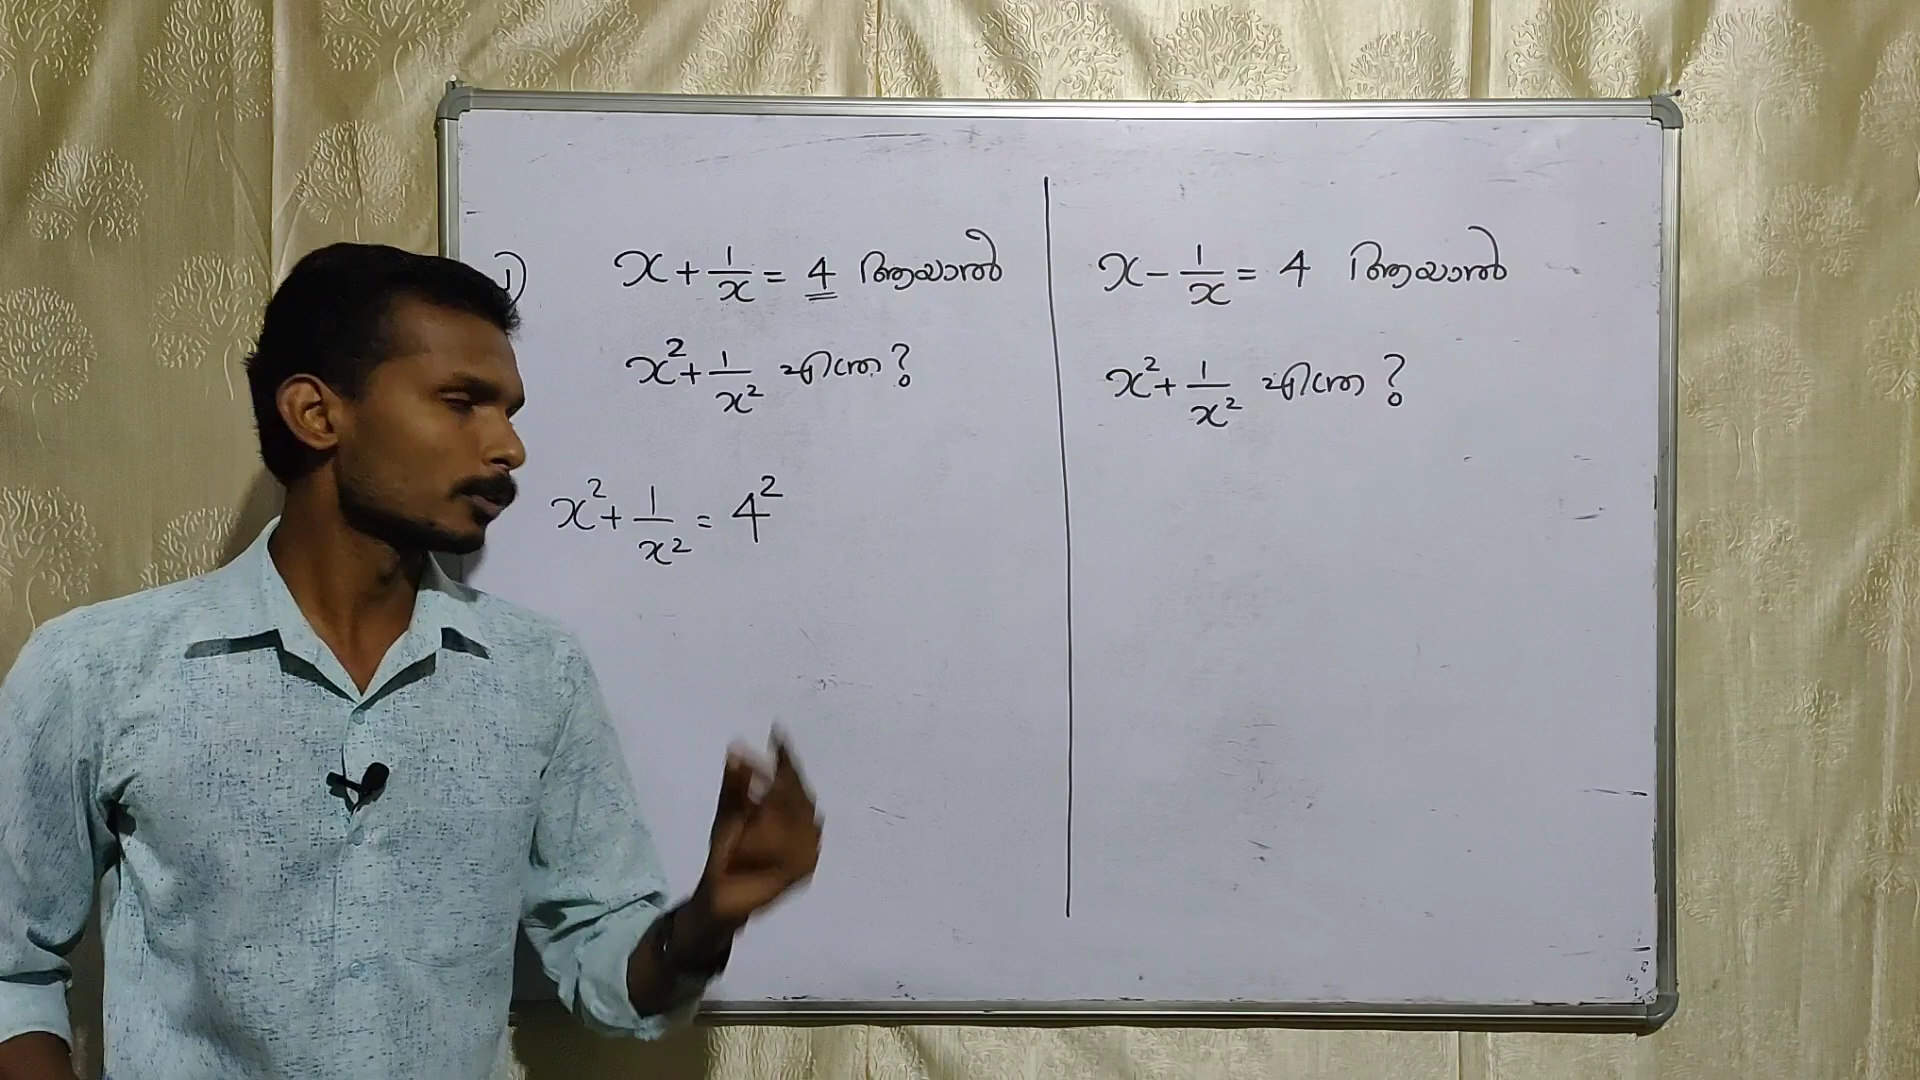 1) x + 1/x = 4 ആയാൽ
x² + 1/x² എത്ര?
x² + 1/x² = 4²
x - 1/x = 4 ആയാൽ
x² + 1/x² എത്ര?